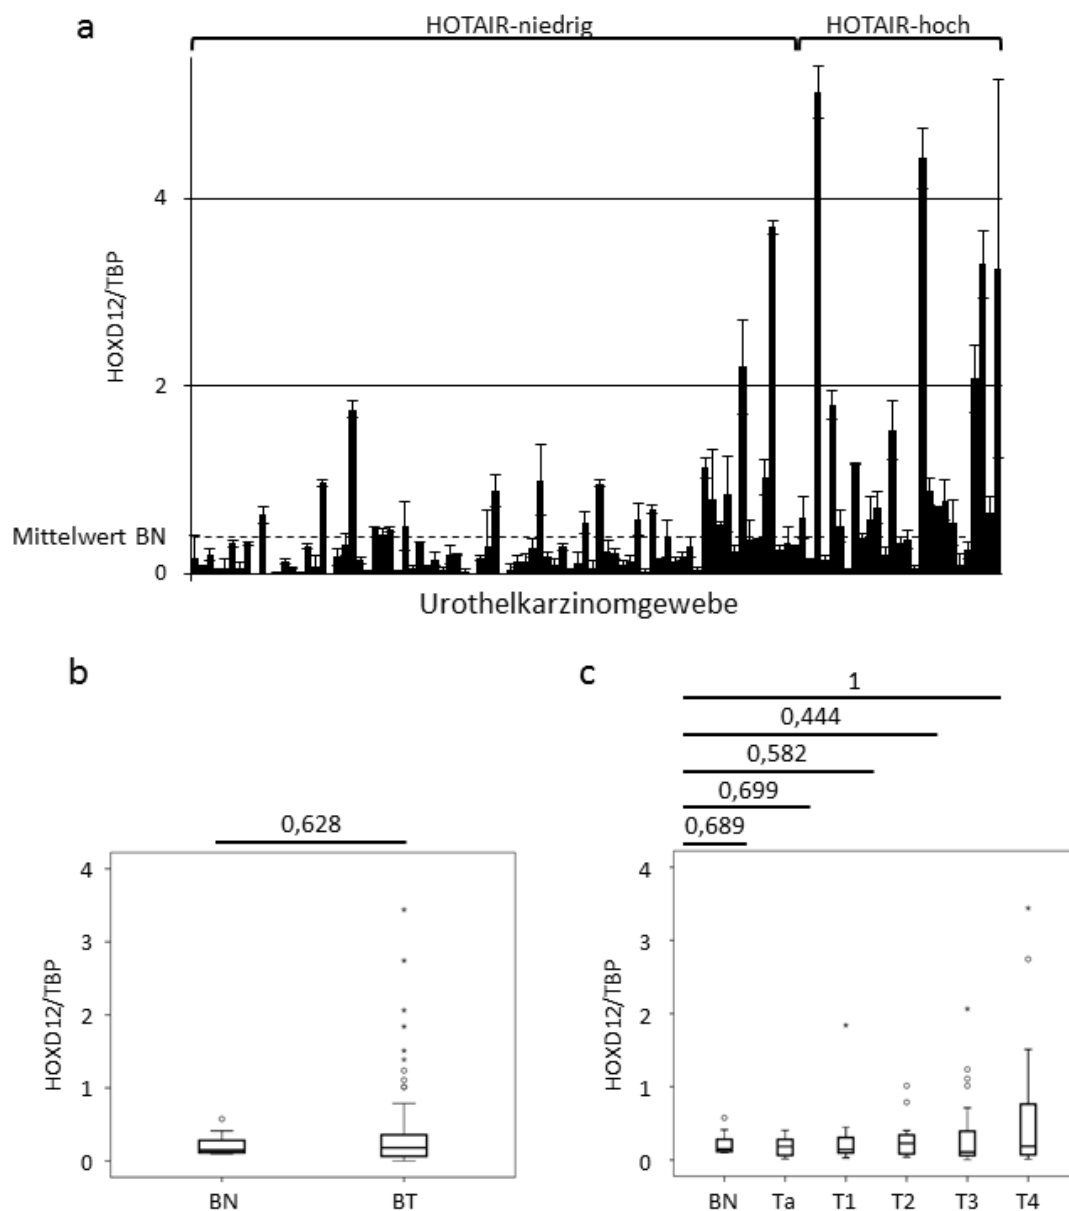 a
HOTAIR-niedrig HOTAIR-hoch
HOXD12/TBP
4
2
Mittelwert BN
0
Urothelkarzinomgewebe
b
0,628
HOXD12/TBP
4
3
2
1
0
BN BT
c
1
0,444
0,582
0,699
0,689
HOXD12/TBP
4
3
2
1
0
BN Ta T1 T2 T3 T4